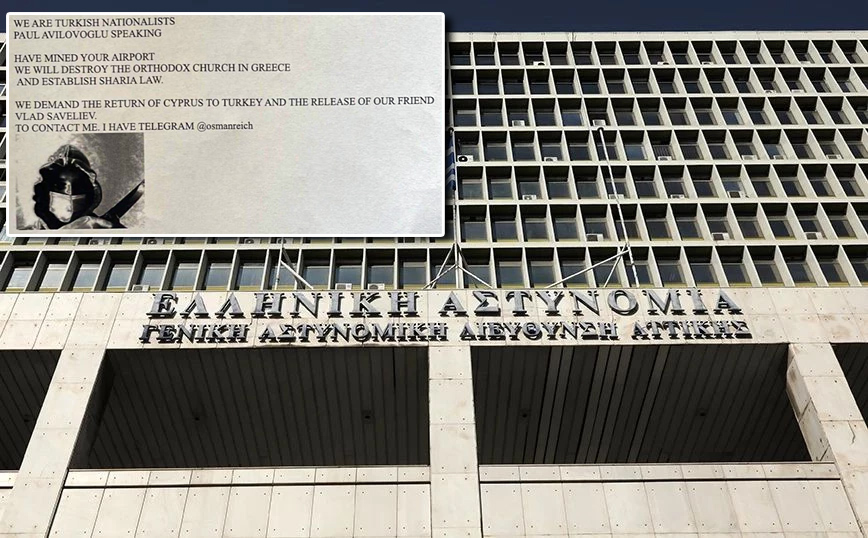 WE ARE TURKISH NATIONALISTS
PAUL AVILOVOGLU SPEAKING
HAVE MINED YOUR AIRPORT
WE WILL DESTROY THE ORTHODOX CHURCH IN GREECE
AND ESTABLISH SHARIA LAW.
WE DEMAND THE RETURN OF CYPRUS TO TURKEY AND THE RELEASE OF OUR FRIEND
VLAD SAVELIEV.
TO CONTACT ME. I HAVE TELEGRAM @osmanreich
ΕΛΛΗΝΙΚΗ ΑΣΤΥΝΟΜΙΑ
ΓΕΝΙΚΗ ΑΣΤΥΝΟΜΙΚΗ ΔΙΕΥΘΥΝΣΗ ΑΤΤΙΚΗΣ